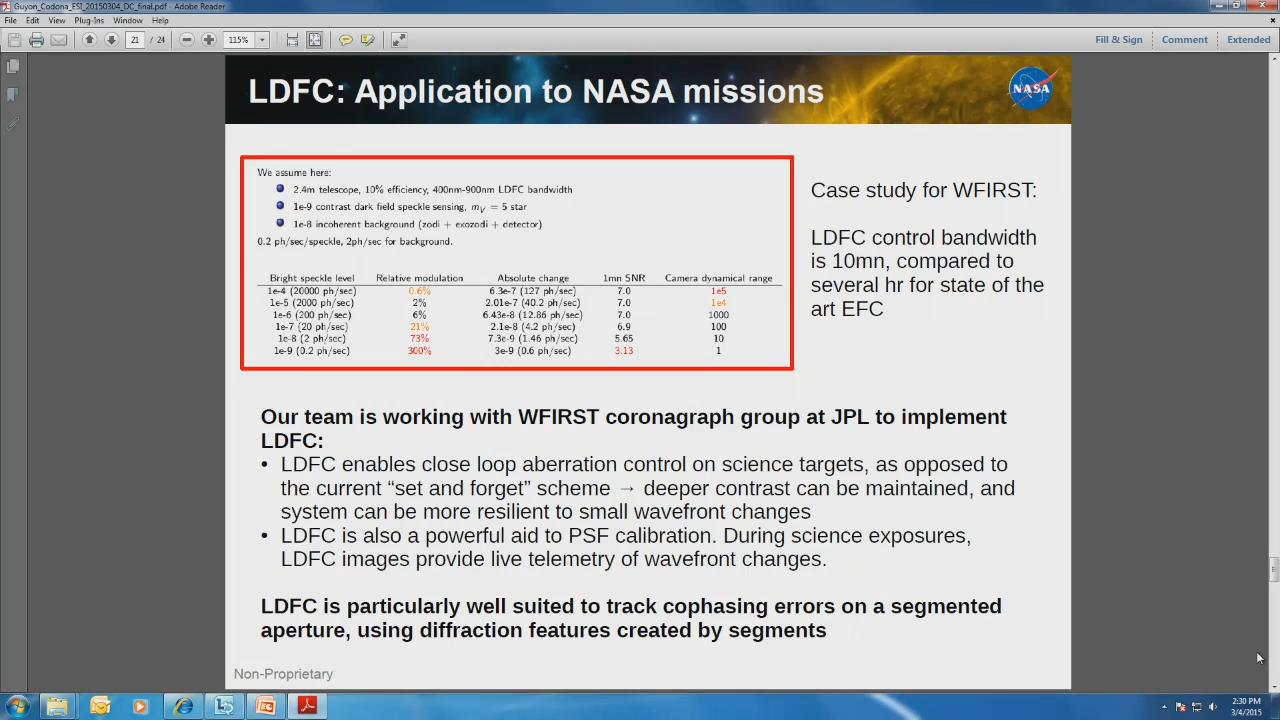 Guyon_Codona_ESI_20150304_DC_final.pdf - Adobe Reader
File Edit View Plug-Ins Window Help
21 / 24 115% Fill & Sign Comment Extended
LDFC: Application to NASA missions
NASA
We assume here:
2.4m telescope, 10% efficiency, 400nm-900nm LDFC bandwidth
1e-9 contrast dark field speckle sensing, mV = 5 star
1e-8 incoherent background (zodi + exozodi + detector)
0.2 ph/sec/speckle, 2ph/sec for background.
Bright speckle level Relative modulation Absolute change 1mn SNR Camera dynamical range
1e-4 (20000 ph/sec) 0.6% 6.3e-7 (127 ph/sec) 7.0 1e5
1e-5 (2000 ph/sec) 2% 2.01e-7 (40.2 ph/sec) 7.0 1e4
1e-6 (200 ph/sec) 6% 6.43e-8 (12.86 ph/sec) 7.0 1000
1e-7 (20 ph/sec) 21% 2.1e-8 (4.2 ph/sec) 6.9 100
1e-8 (2 ph/sec) 73% 7.3e-9 (1.46 ph/sec) 5.65 10
1e-9 (0.2 ph/sec) 300% 3e-9 (0.6 ph/sec) 3.13 1
Case study for WFIRST:
LDFC control bandwidth
is 10mn, compared to
several hr for state of the
art EFC
Our team is working with WFIRST coronagraph group at JPL to implement
LDFC:
• LDFC enables close loop aberration control on science targets, as opposed to
the current “set and forget” scheme → deeper contrast can be maintained, and
system can be more resilient to small wavefront changes
• LDFC is also a powerful aid to PSF calibration. During science exposures,
LDFC images provide live telemetry of wavefront changes.
LDFC is particularly well suited to track cophasing errors on a segmented
aperture, using diffraction features created by segments
Non-Proprietary
2:30 PM
3/4/2015